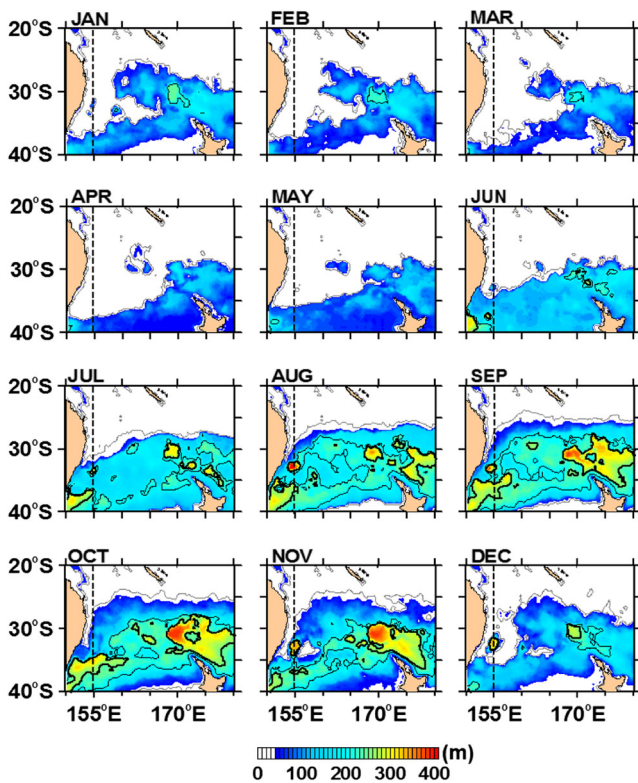 JAN FEB MAR
20°S
30°S
40°S
APR MAY JUN
20°S
30°S
40°S
JUL AUG SEP
20°S
30°S
40°S
OCT NOV DEC
20°S
30°S
40°S
155°E 170°E 155°E 170°E 155°E 170°E
(m)
0 100 200 300 400